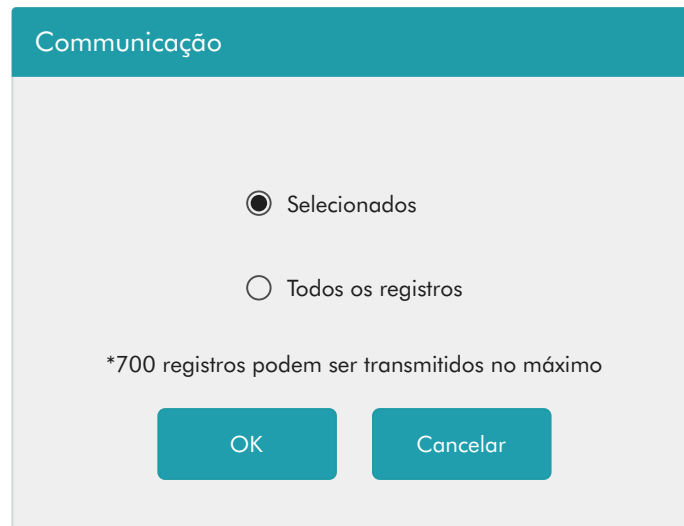 Communicação
Selecionados
Todos os registros
*700 registros podem ser transmitidos no máximo
OK
Cancelar